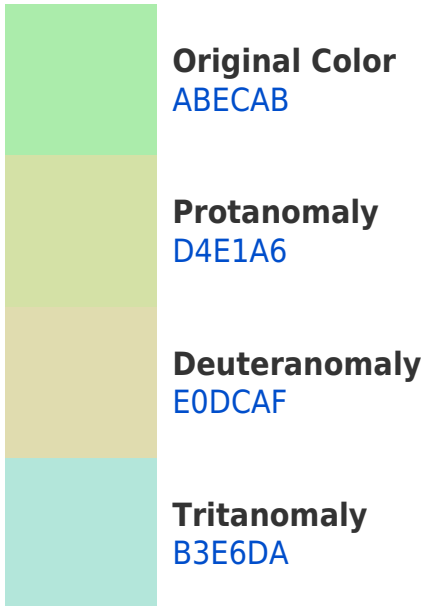 Original Color
ABECAB
Protanomaly
D4E1A6
Deuteranomaly
E0DCAF
Tritanomaly
B3E6DA